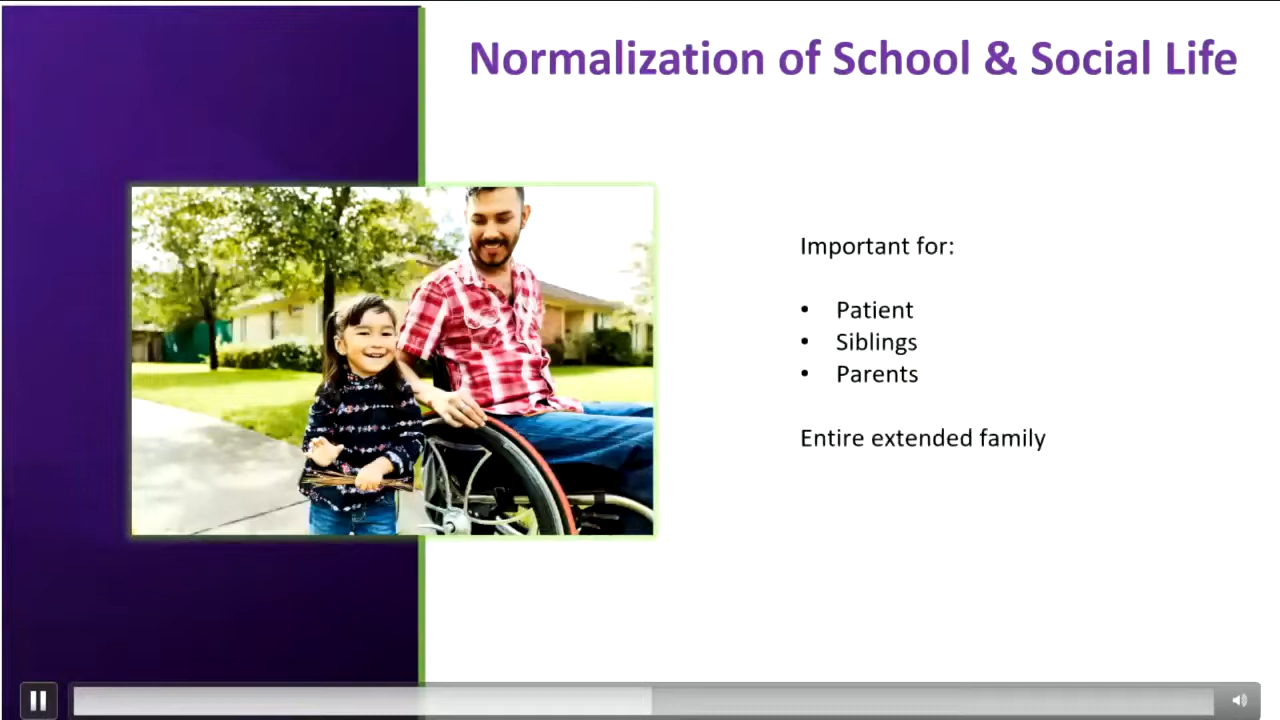 Normalization of School & Social Life
Important for:
• Patient
• Siblings
• Parents
Entire extended family